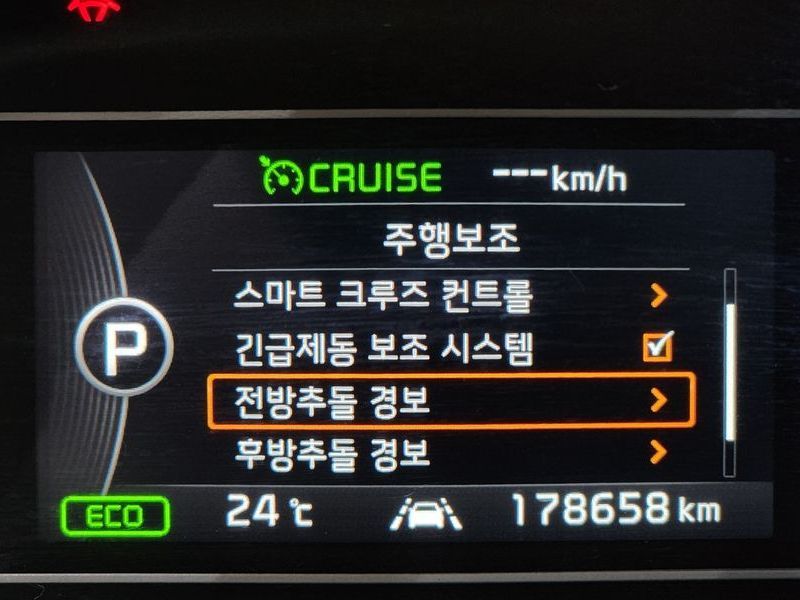 CRUISE ---km/h
주행보조
스마트 크루즈 컨트롤
긴급제동 보조 시스템
전방추돌 경보
후방추돌 경보
P
ECO 24 ℃ 178658 km